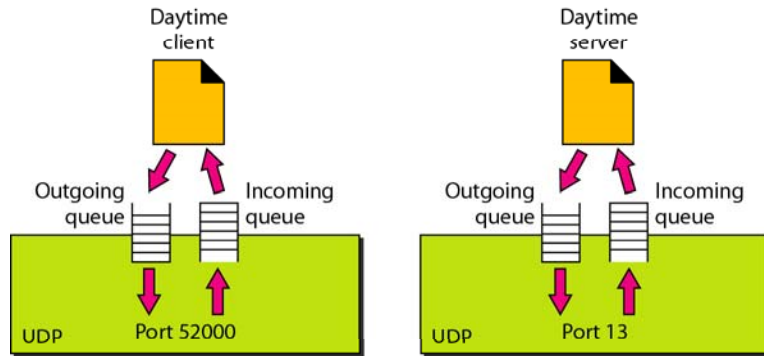 Daytime
client
Outgoing
queue
Incoming
queue
UDP
Port 52000
Daytime
server
Outgoing
queue
Incoming
queue
UDP
Port 13